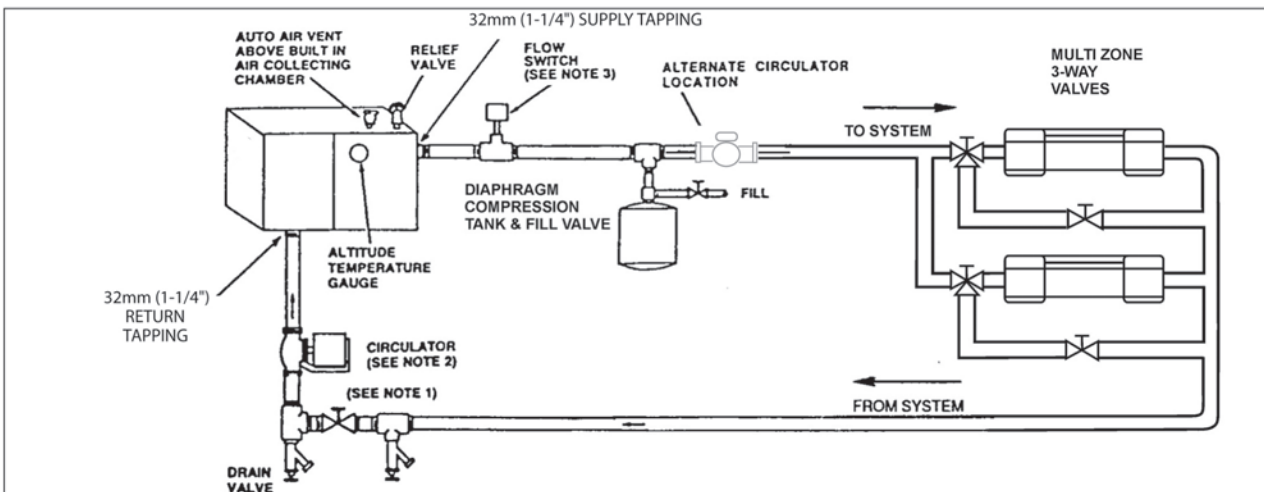 32mm (1-1/4") SUPPLY TAPPING
AUTO AIR VENT
ABOVE BUILT IN
AIR COLLECTING
CHAMBER
RELIEF
VALVE
FLOW
SWITCH
(SEE NOTE 3)
ALTERNATE CIRCULATOR
LOCATION
MULTI ZONE
3-WAY
VALVES
TO SYSTEM
DIAPHRAGM
COMPRESSION
TANK & FILL VALVE
FILL
ALTITUDE
TEMPERATURE
GAUGE
32mm (1-1/4")
RETURN
TAPPING
CIRCULATOR
(SEE NOTE 2)
(SEE NOTE 1)
FROM SYSTEM
DRAIN
VALVE